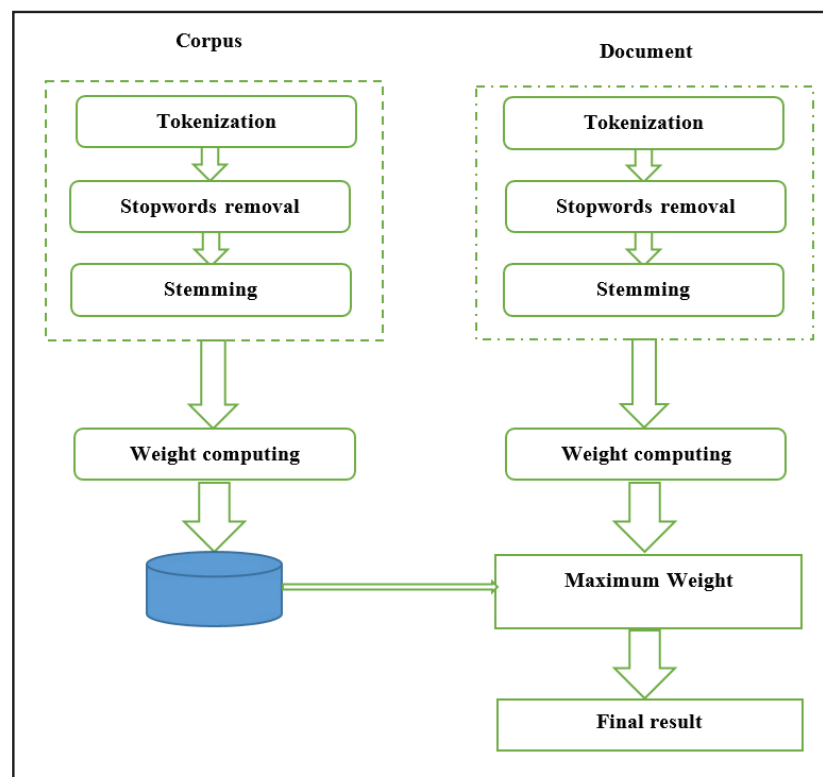 Corpus
Tokenization
Stopwords removal
Stemming
Weight computing
Document
Tokenization
Stopwords removal
Stemming
Weight computing
Maximum Weight
Final result